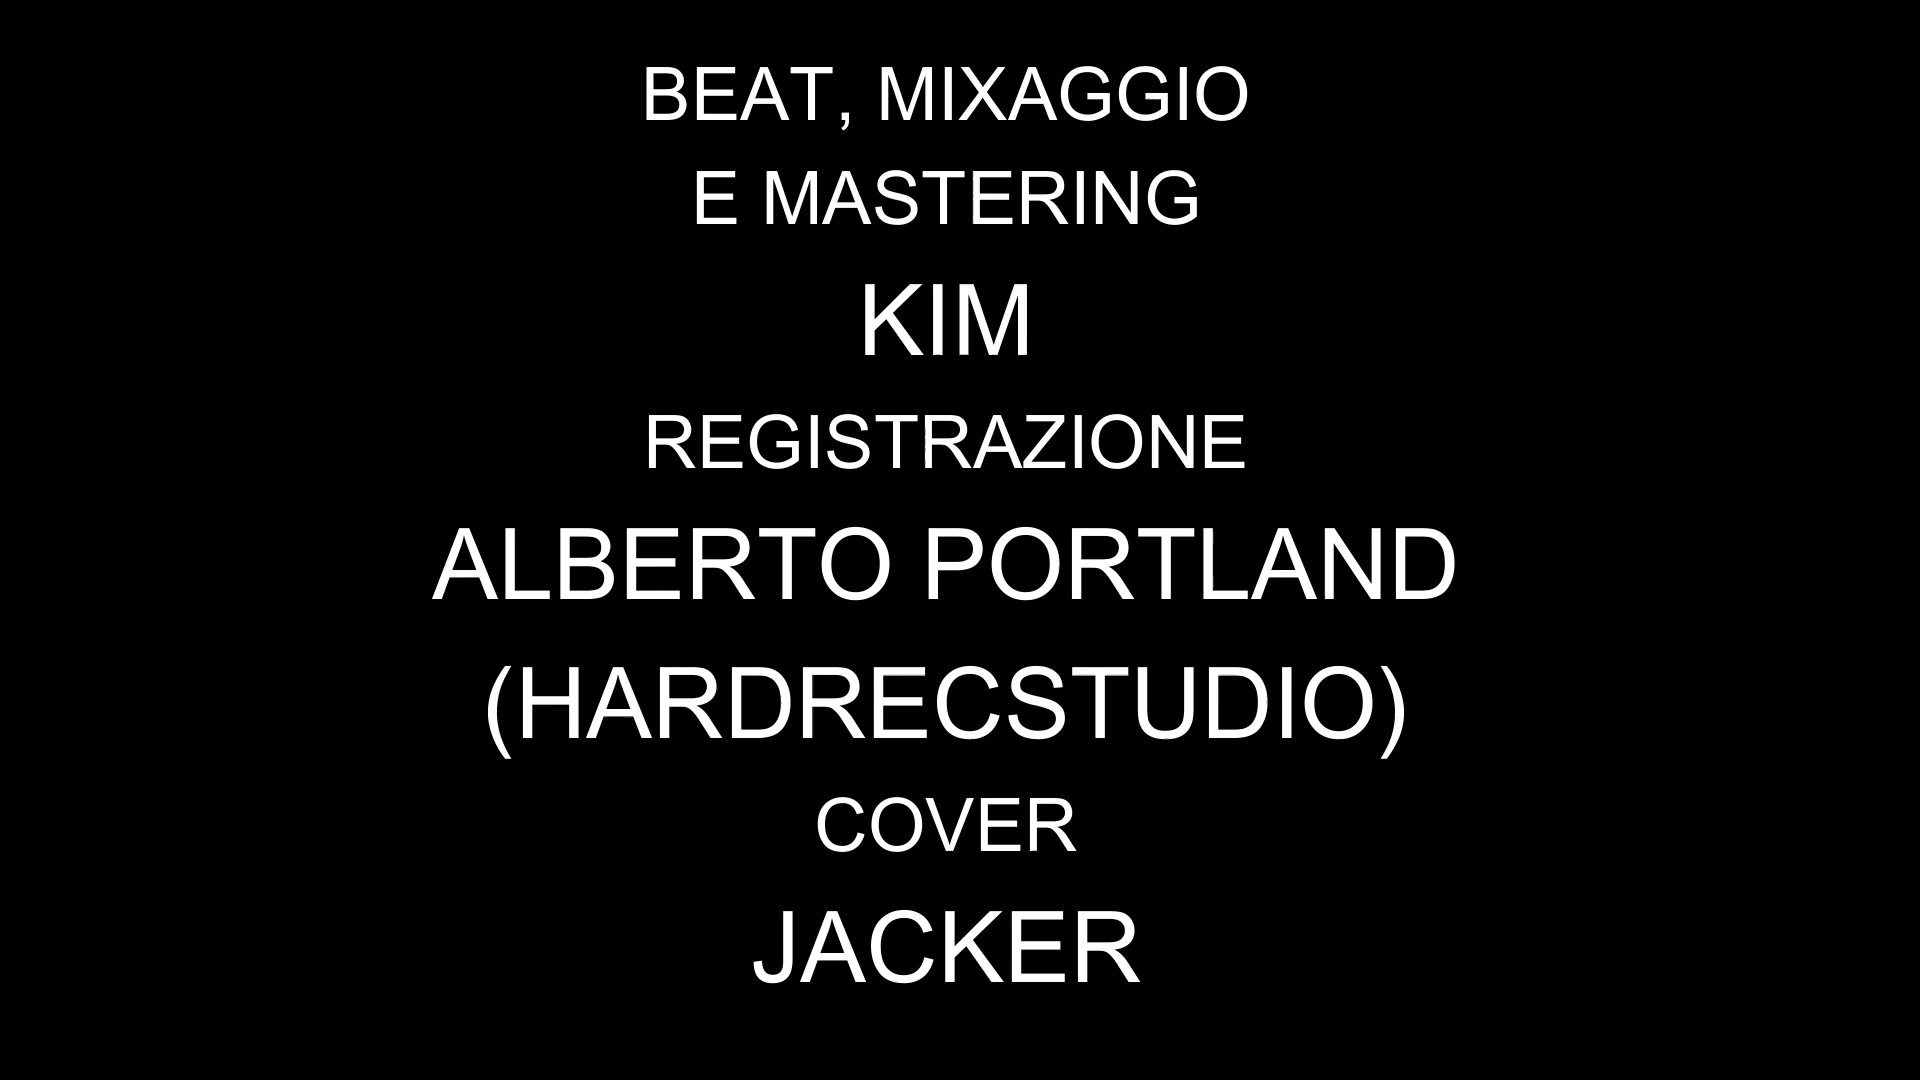 BEAT, MIXAGGIO
E MASTERING
KIM
REGISTRAZIONE
ALBERTO PORTLAND
(HARDRECSTUDIO)
COVER
JACKER